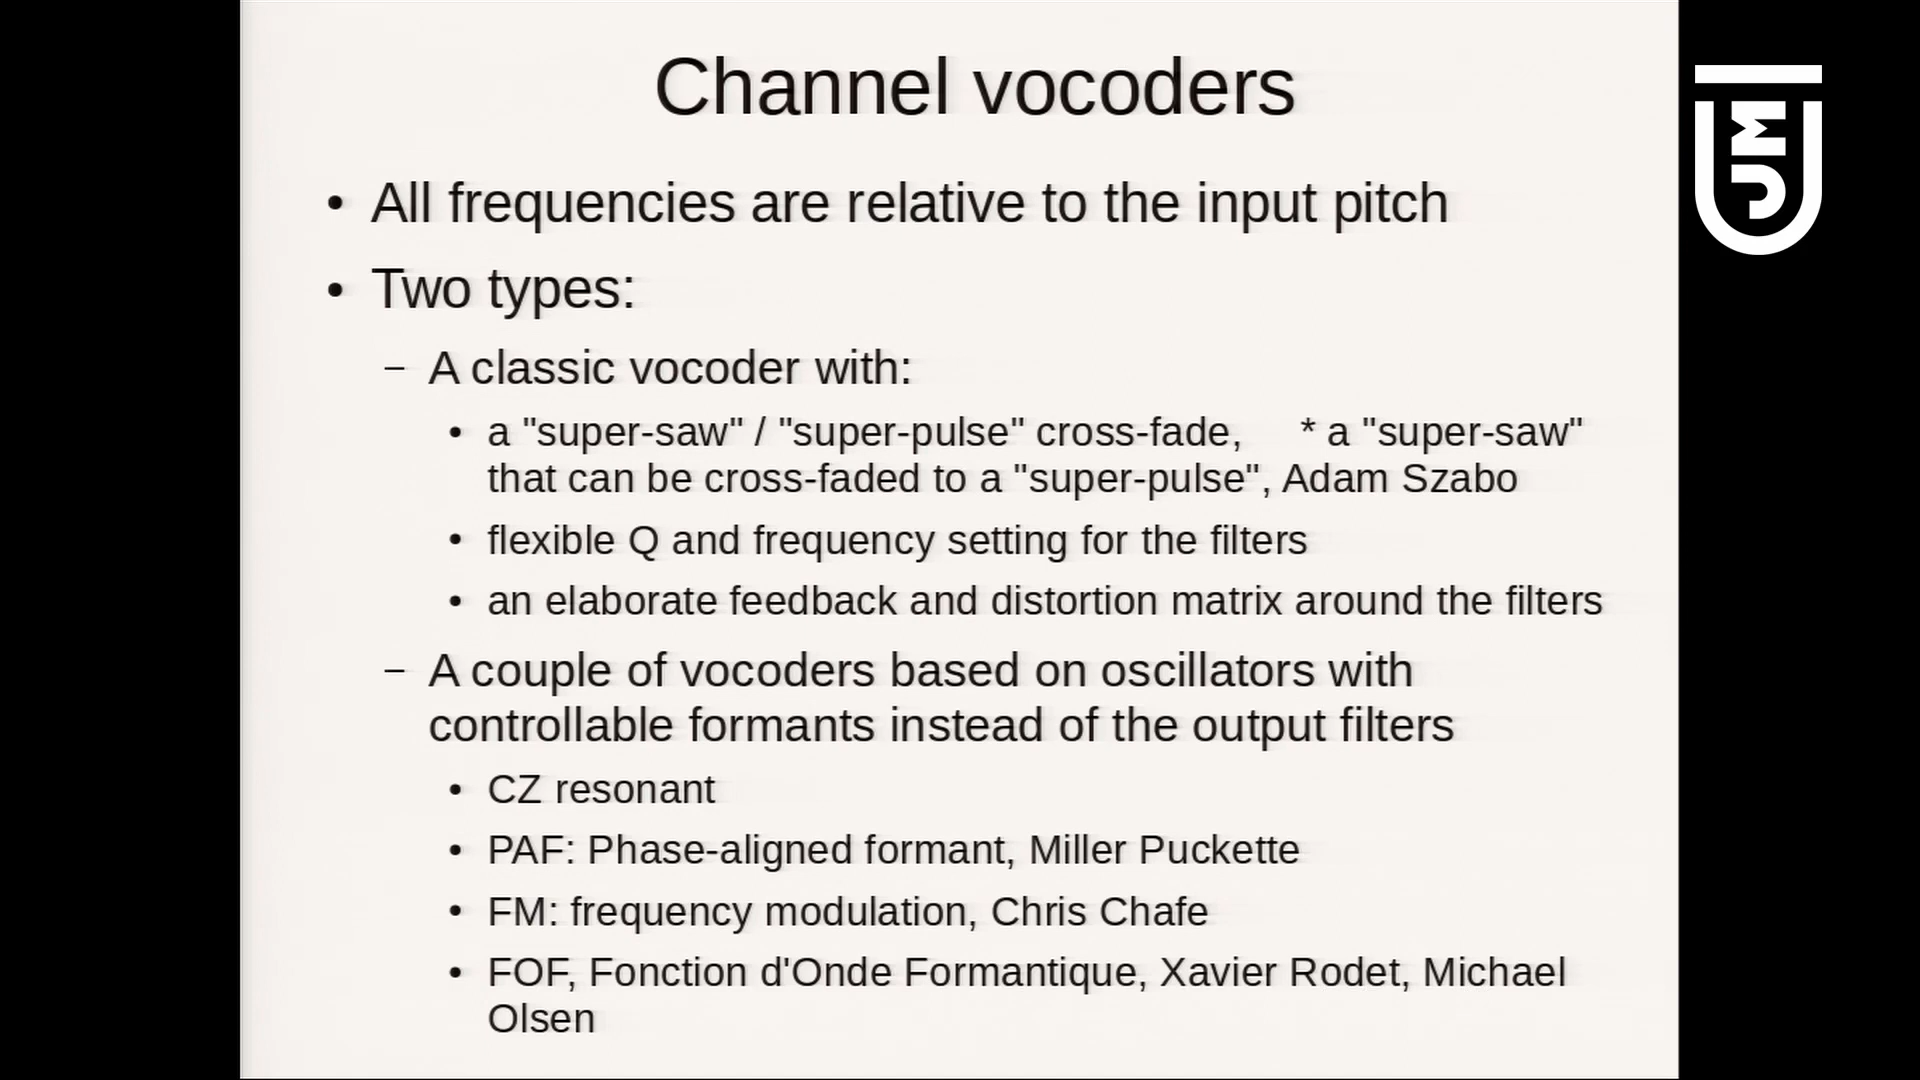 Channel vocoders
• All frequencies are relative to the input pitch
• Two types:
– A classic vocoder with:
• a "super-saw" / "super-pulse" cross-fade, * a "super-saw"
that can be cross-faded to a "super-pulse", Adam Szabo
• flexible Q and frequency setting for the filters
• an elaborate feedback and distortion matrix around the filters
– A couple of vocoders based on oscillators with
controllable formants instead of the output filters
• CZ resonant
• PAF: Phase-aligned formant, Miller Puckette
• FM: frequency modulation, Chris Chafe
• FOF, Fonction d'Onde Formantique, Xavier Rodet, Michael
Olsen
UJM